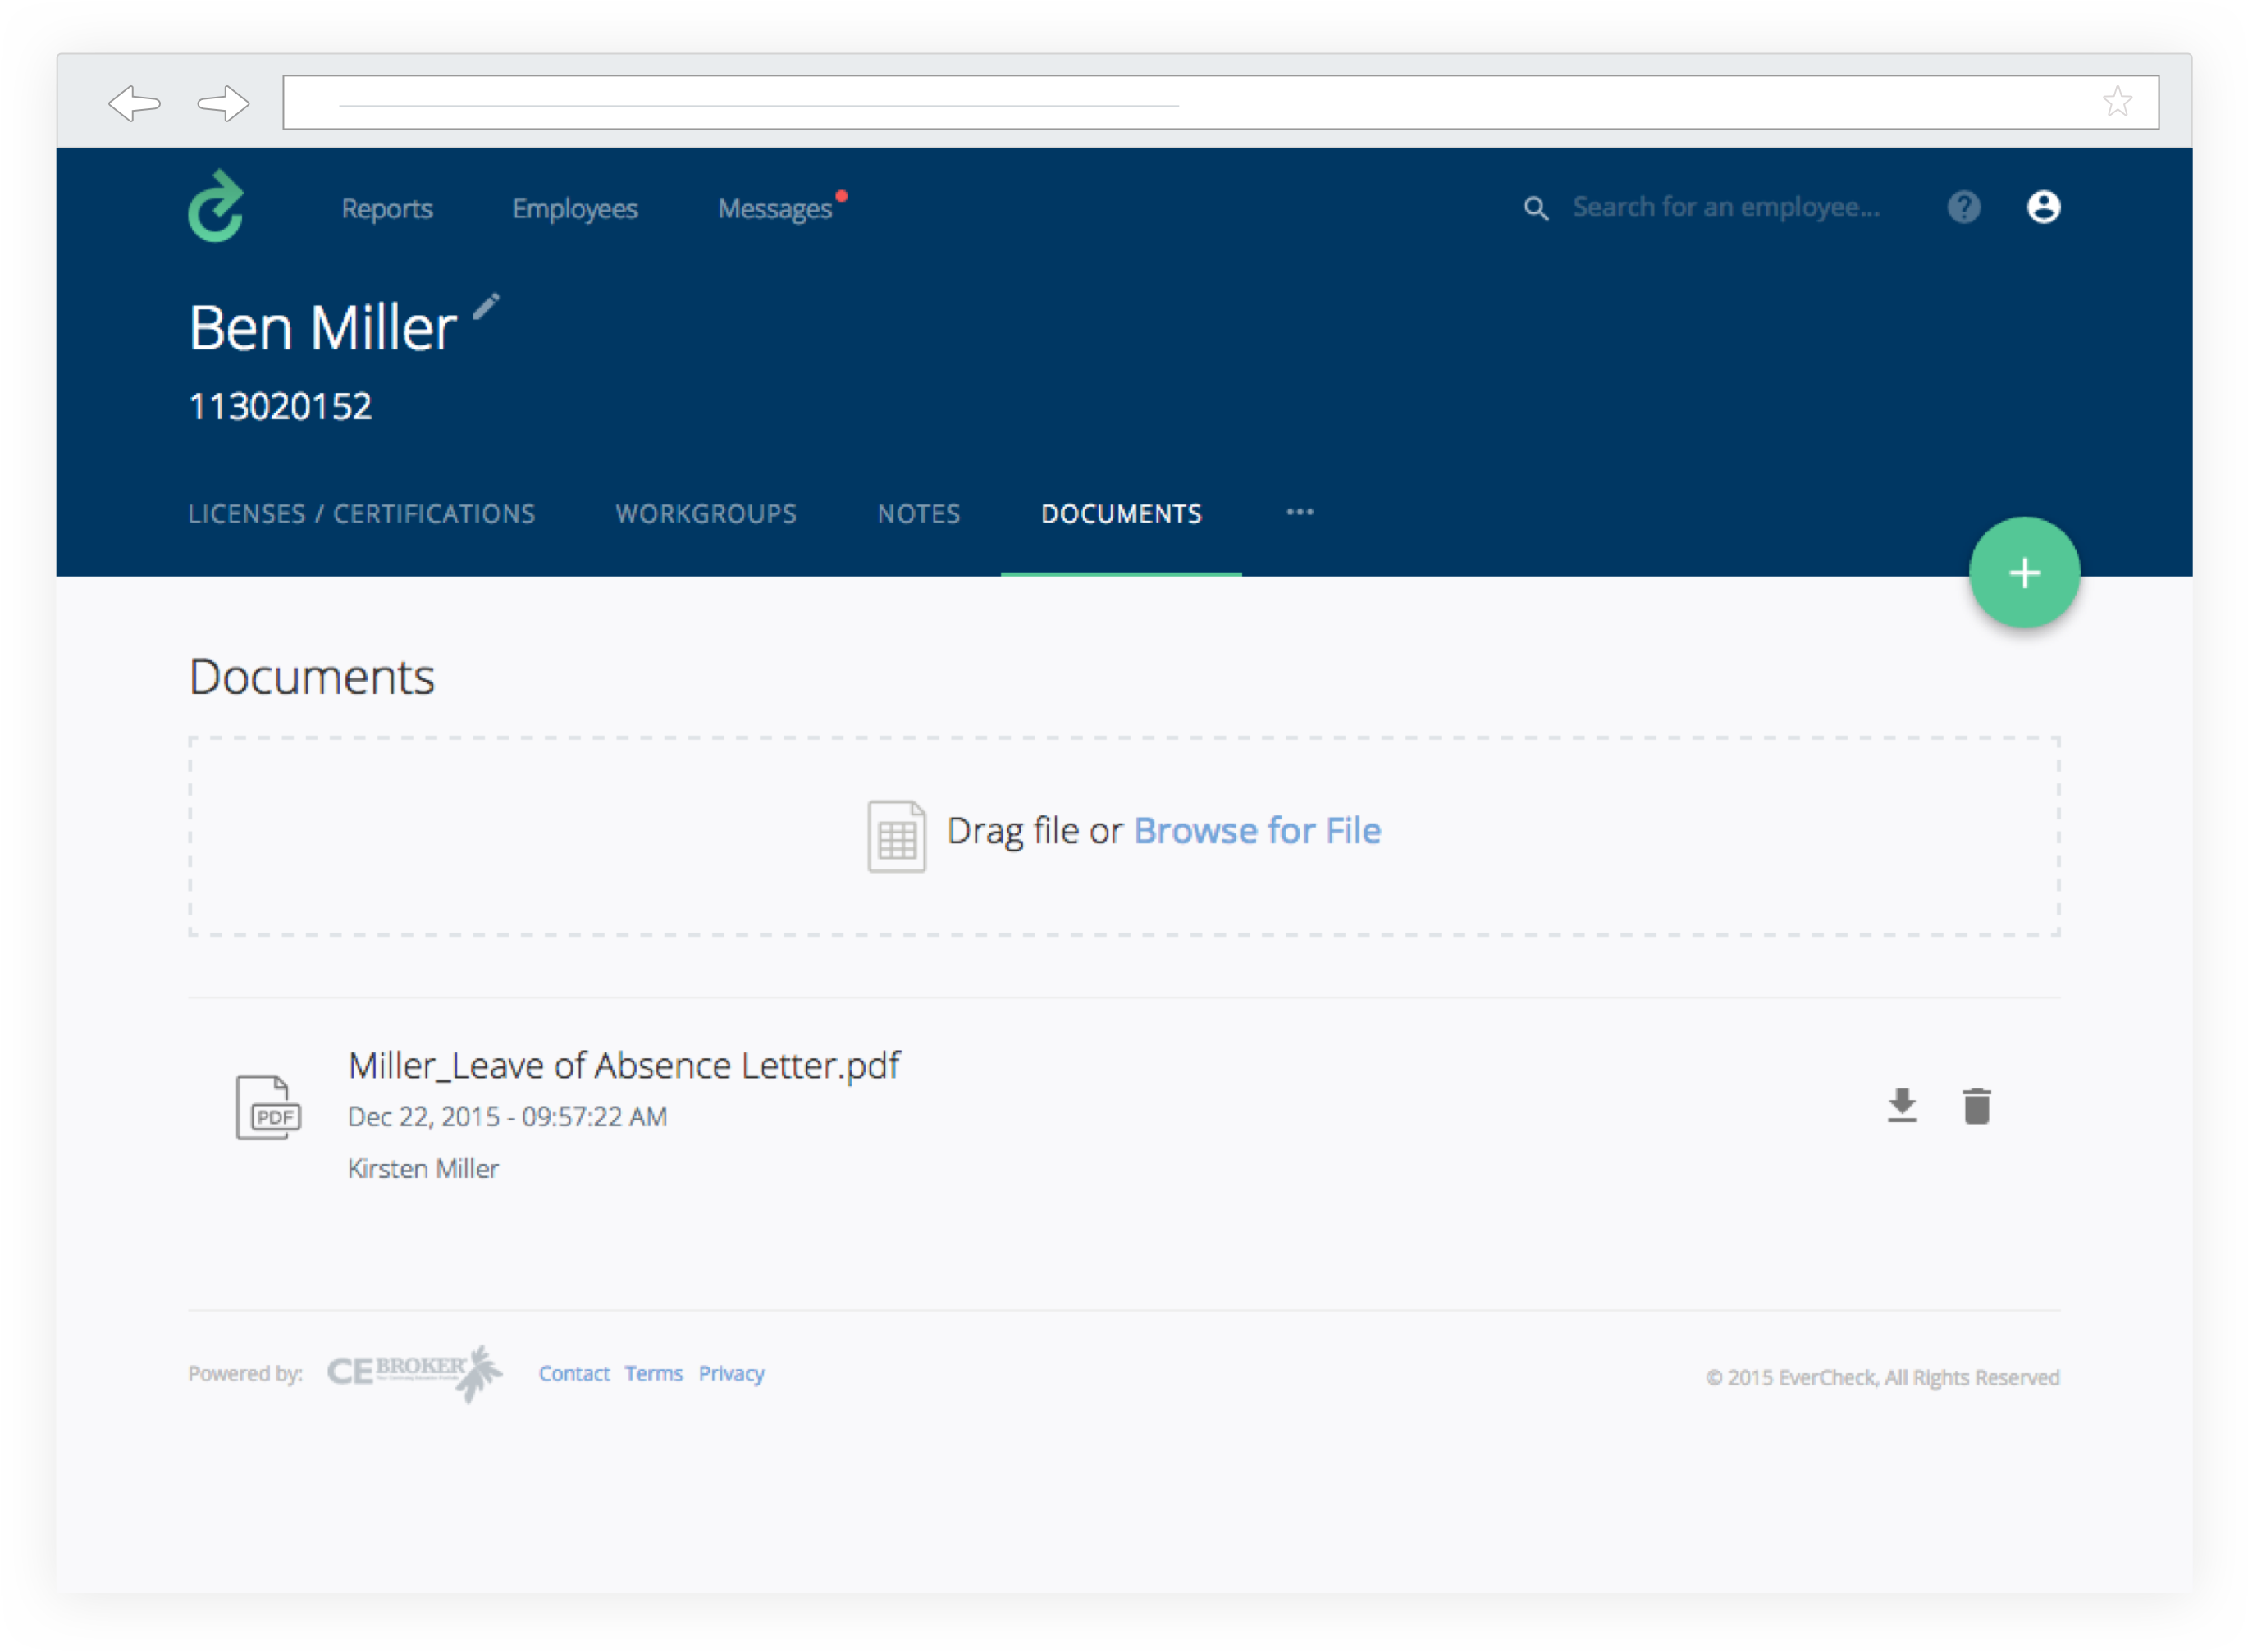 Reports Employees Messages Search for an employee...
Ben Miller
113020152
LICENSES / CERTIFICATIONS WORKGROUPS NOTES DOCUMENTS
Documents
Drag file or Browse for File
Miller_Leave of Absence Letter.pdf
PDF
Dec 22, 2015 - 09:57:22 AM
Kirsten Miller
Powered by: CE BROKER Contact Terms Privacy
© 2015 EverCheck, All Rights Reserved